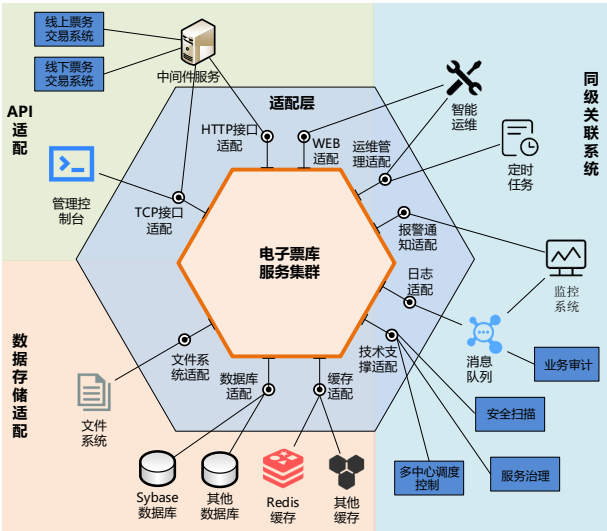 线上票务
交易系统
线下票务
交易系统
中间件服务
API
适
配
管理控
制台
适配层
HTTP接口
适配
WEB
适配
运维管
理适配
TCP接口
适配
报警通
知适配
日志
适配
电子票库
服务集群
技术支
撑适配
文件系
统适配
数据库
适配
缓存
适配
智能
运维
定时
任务
同
级
关
联
系
统
监控
系统
消息
队列
业务审计
安全扫描
服务治理
多中心调度
控制
数
据
存
储
适
配
文件
系统
Sybase
数据库
其他
数据库
Redis
缓存
其他
缓存